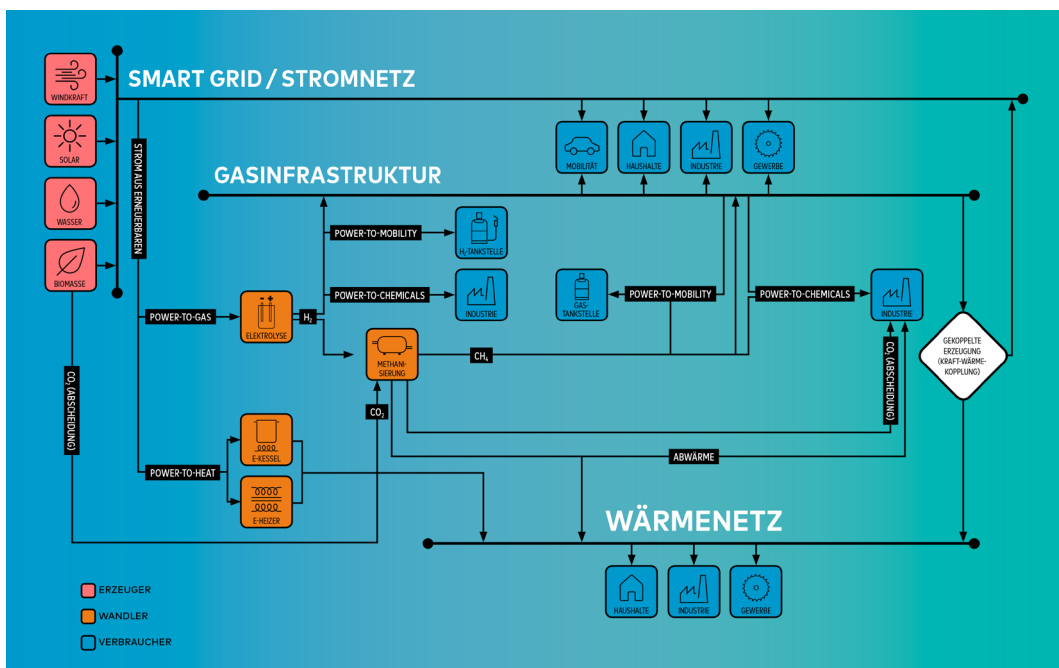 SMART GRID / STROMNETZ
WINDKRAFT
SOLAR
WASSER
BIOMASSE
STROM AUS ERNEUERBAREN
MOBILITÄT
HAUSHALTE
INDUSTRIE
GEWERBE
GASINFRASTRUKTUR
POWER-TO-MOBILITY
H₂-TANKSTELLE
POWER-TO-CHEMICALS
INDUSTRIE
POWER-TO-GAS
- +
ELEKTROLYSE
H₂
METHANI-
SIERUNG
CH₄
CO₂
GAS-
TANKSTELLE
POWER-TO-MOBILITY
POWER-TO-CHEMICALS
INDUSTRIE
GEKOPPELTE
ERZEUGUNG
(KRAFT-WÄRME-
KOPPLUNG)
CO₂ (ABSCHEIDUNG)
CO₂ (ABSCHEIDUNG)
POWER-TO-HEAT
E-KESSEL
E-HEIZER
ABWÄRME
WÄRMENETZ
HAUSHALTE
INDUSTRIE
GEWERBE
ERZEUGER
WANDLER
VERBRAUCHER